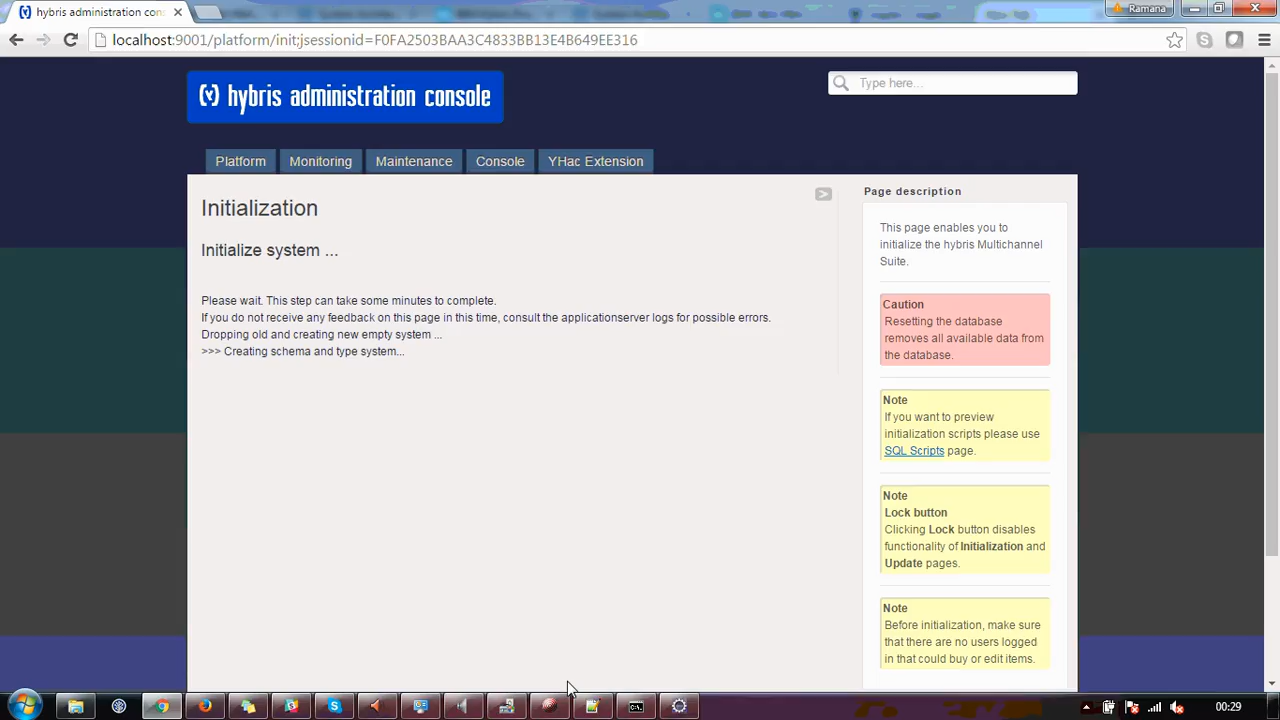 hybris administration con
Ramana
localhost:9001/platform/init;jsessionid=F0FA2503BAA3C4833BB13E4B649EE316
(y) hybris administration console
Type here...
Platform
Monitoring
Maintenance
Console
YHac Extension
Initialization
>
Initialize system ...
Please wait. This step can take some minutes to complete.
If you do not receive any feedback on this page in this time, consult the applicationserver logs for possible errors.
Dropping old and creating new empty system ...
>>> Creating schema and type system...
Page description
This page enables you to
initialize the hybris Multichannel
Suite.
Caution
Resetting the database
removes all available data from
the database.
Note
If you want to preview
initialization scripts please use
SQL Scripts page.
Note
Lock button
Clicking Lock button disables
functionality of Initialization and
Update pages.
Note
Before initialization, make sure
that there are no users logged
in that could buy or edit items.
00:29